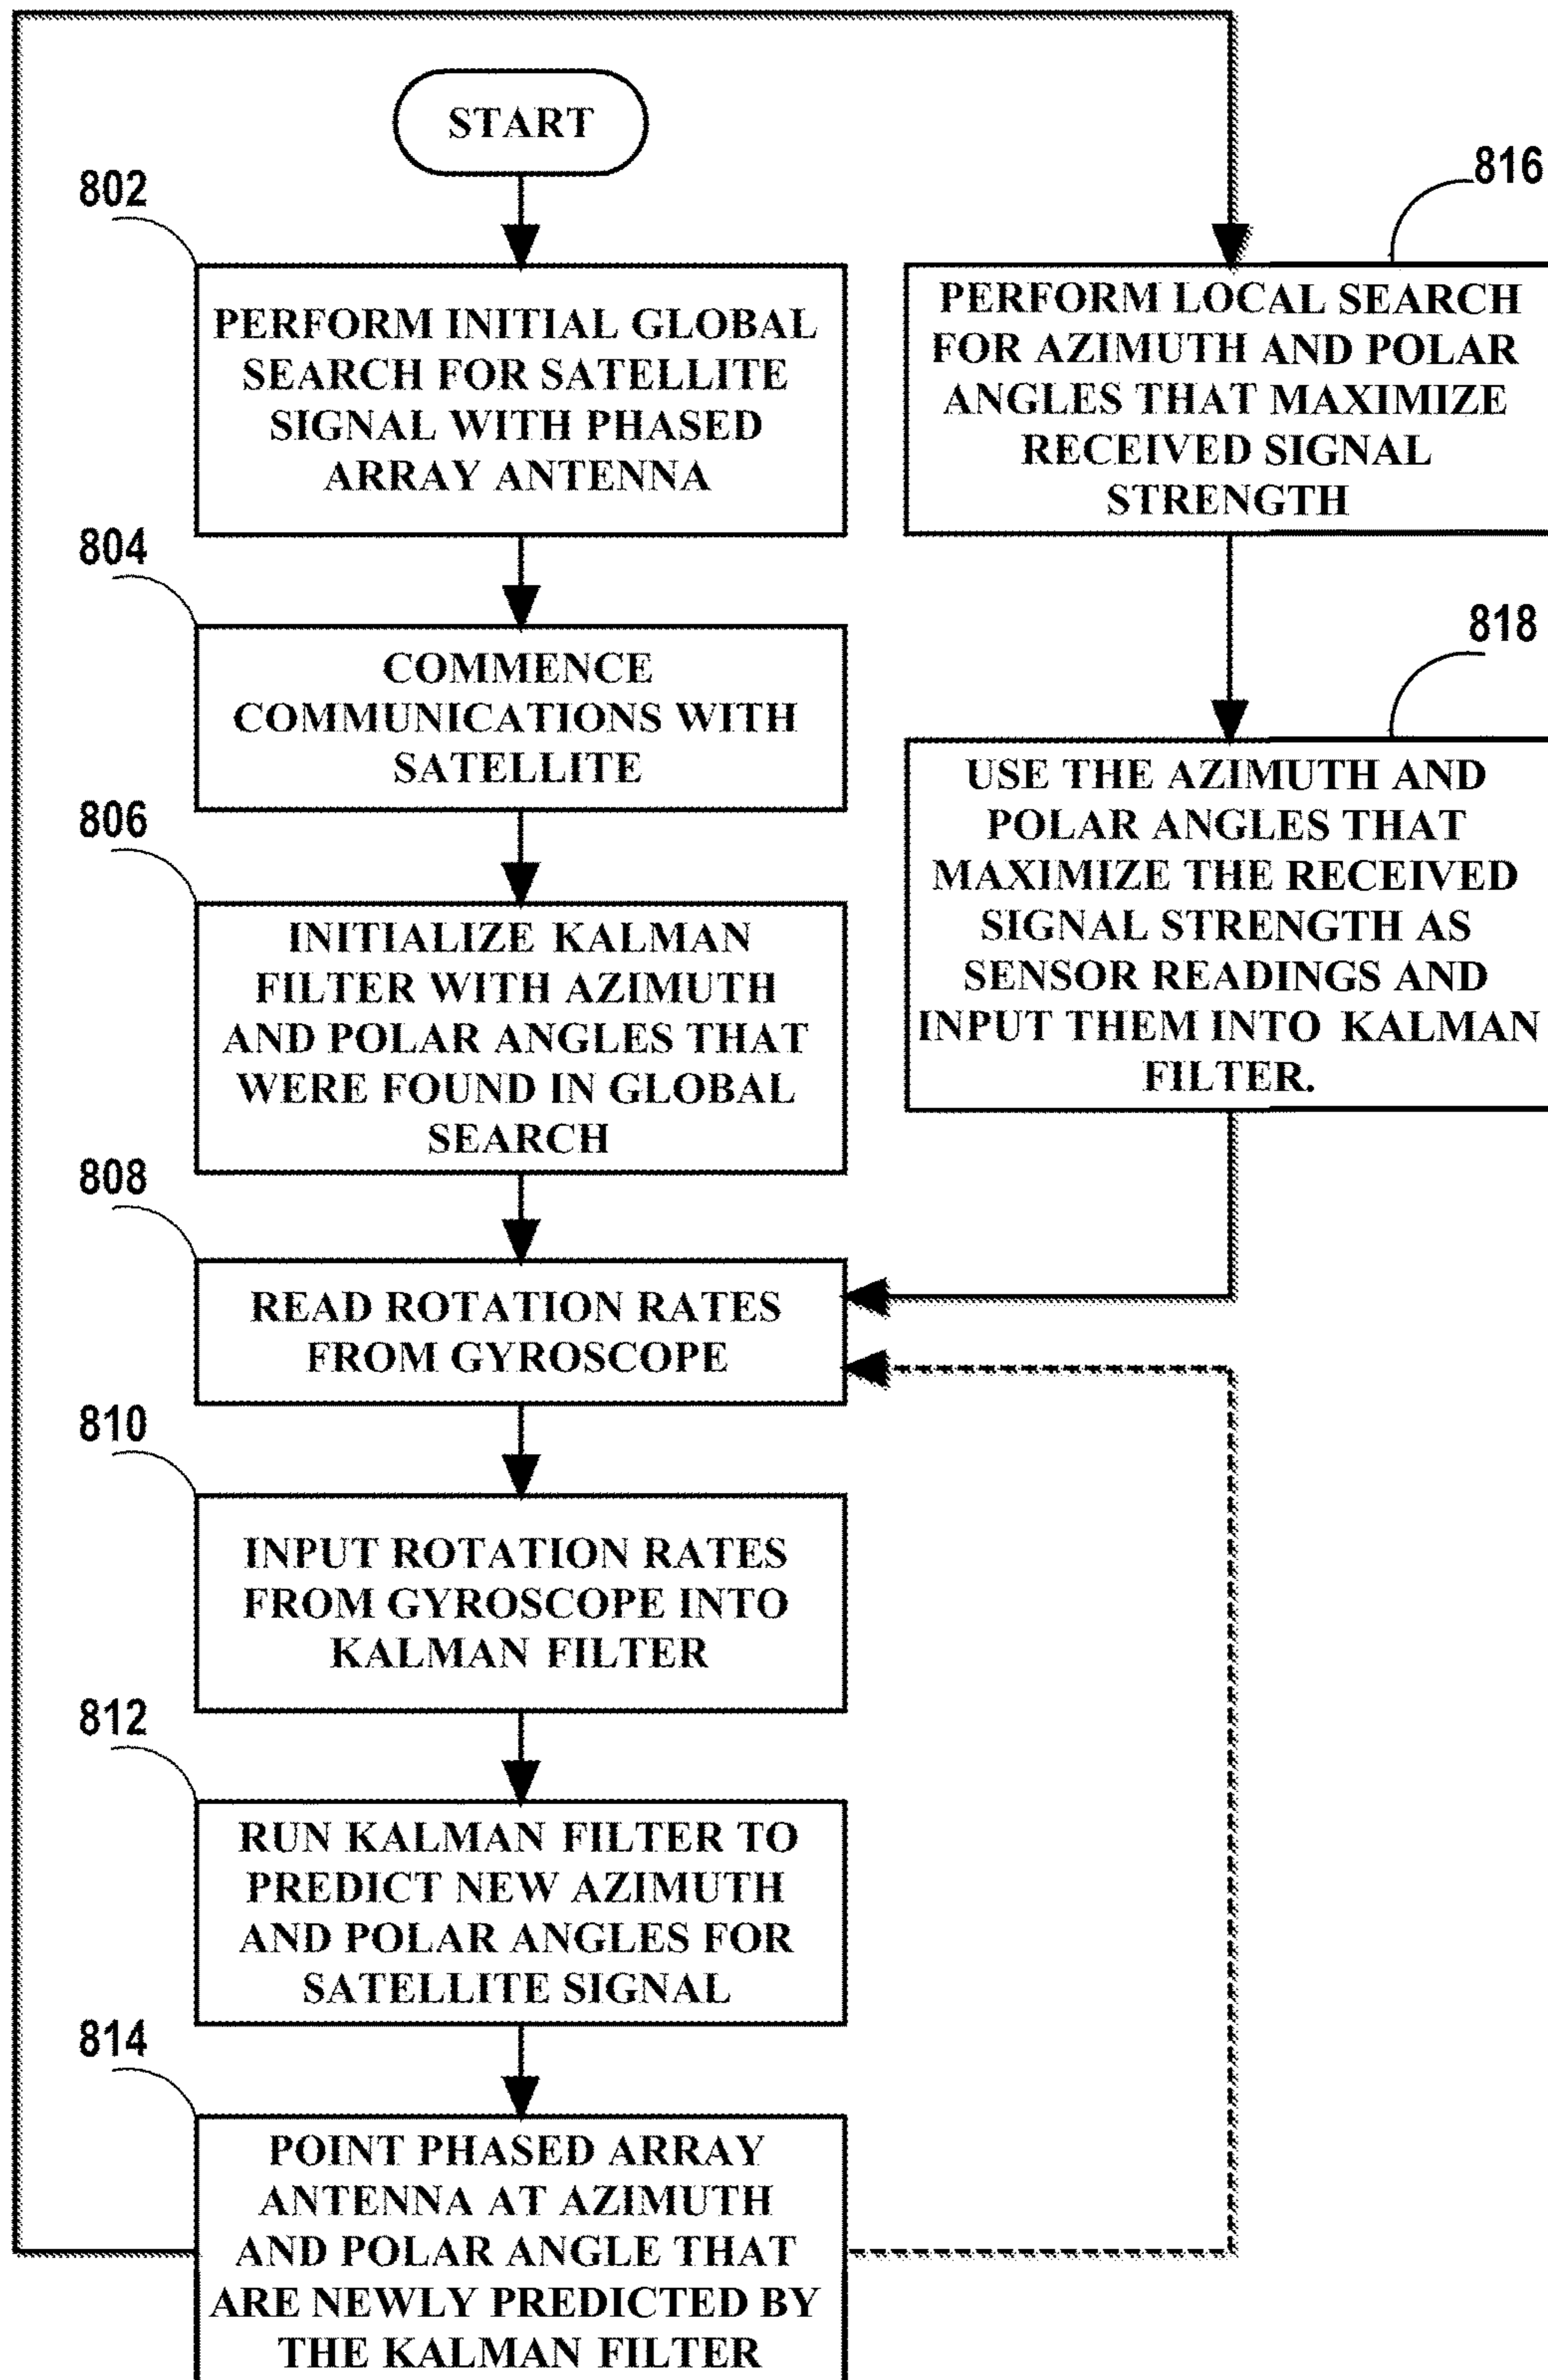 START
802
PERFORM INITIAL GLOBAL
SEARCH FOR SATELLITE
SIGNAL WITH PHASED
ARRAY ANTENNA
804
COMMENCE
COMMUNICATIONS WITH
SATELLITE
806
INITIALIZE KALMAN
FILTER WITH AZIMUTH
AND POLAR ANGLES THAT
WERE FOUND IN GLOBAL
SEARCH
808
READ ROTATION RATES
FROM GYROSCOPE
810
INPUT ROTATION RATES
FROM GYROSCOPE INTO
KALMAN FILTER
812
RUN KALMAN FILTER TO
PREDICT NEW AZIMUTH
AND POLAR ANGLES FOR
SATELLITE SIGNAL
814
POINT PHASED ARRAY
ANTENNA AT AZIMUTH
AND POLAR ANGLE THAT
ARE NEWLY PREDICTED BY
THE KALMAN FILTER
816
PERFORM LOCAL SEARCH
FOR AZIMUTH AND POLAR
ANGLES THAT MAXIMIZE
RECEIVED SIGNAL
STRENGTH
818
USE THE AZIMUTH AND
POLAR ANGLES THAT
MAXIMIZE THE RECEIVED
SIGNAL STRENGTH AS
SENSOR READINGS AND
INPUT THEM INTO KALMAN
FILTER.